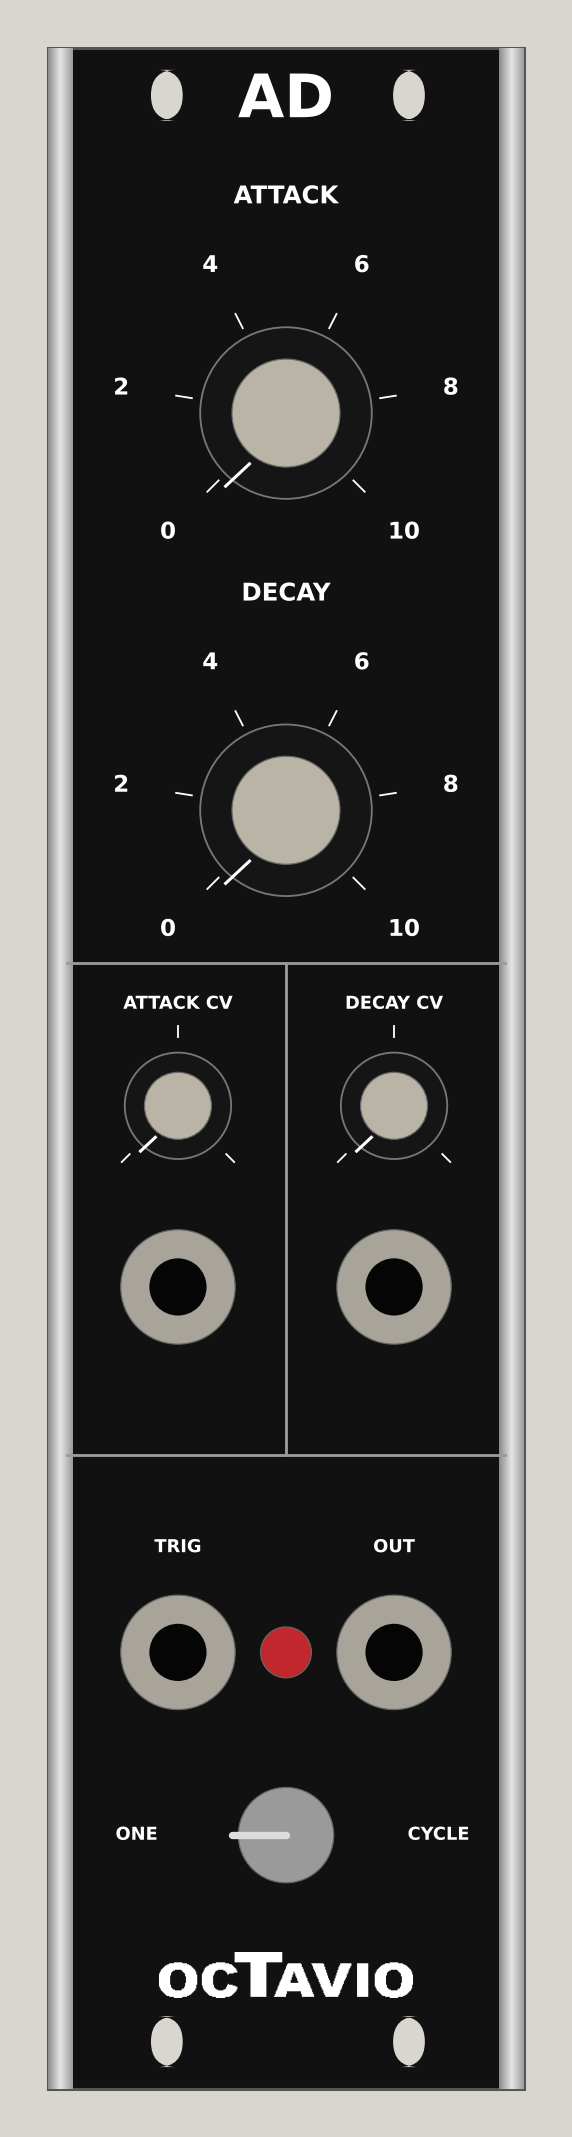 AD
ATTACK
4 6
2 8
0 10
DECAY
4 6
2 8
0 10
ATTACK CV DECAY CV
TRIG OUT
ONE CYCLE
OCTAVIO